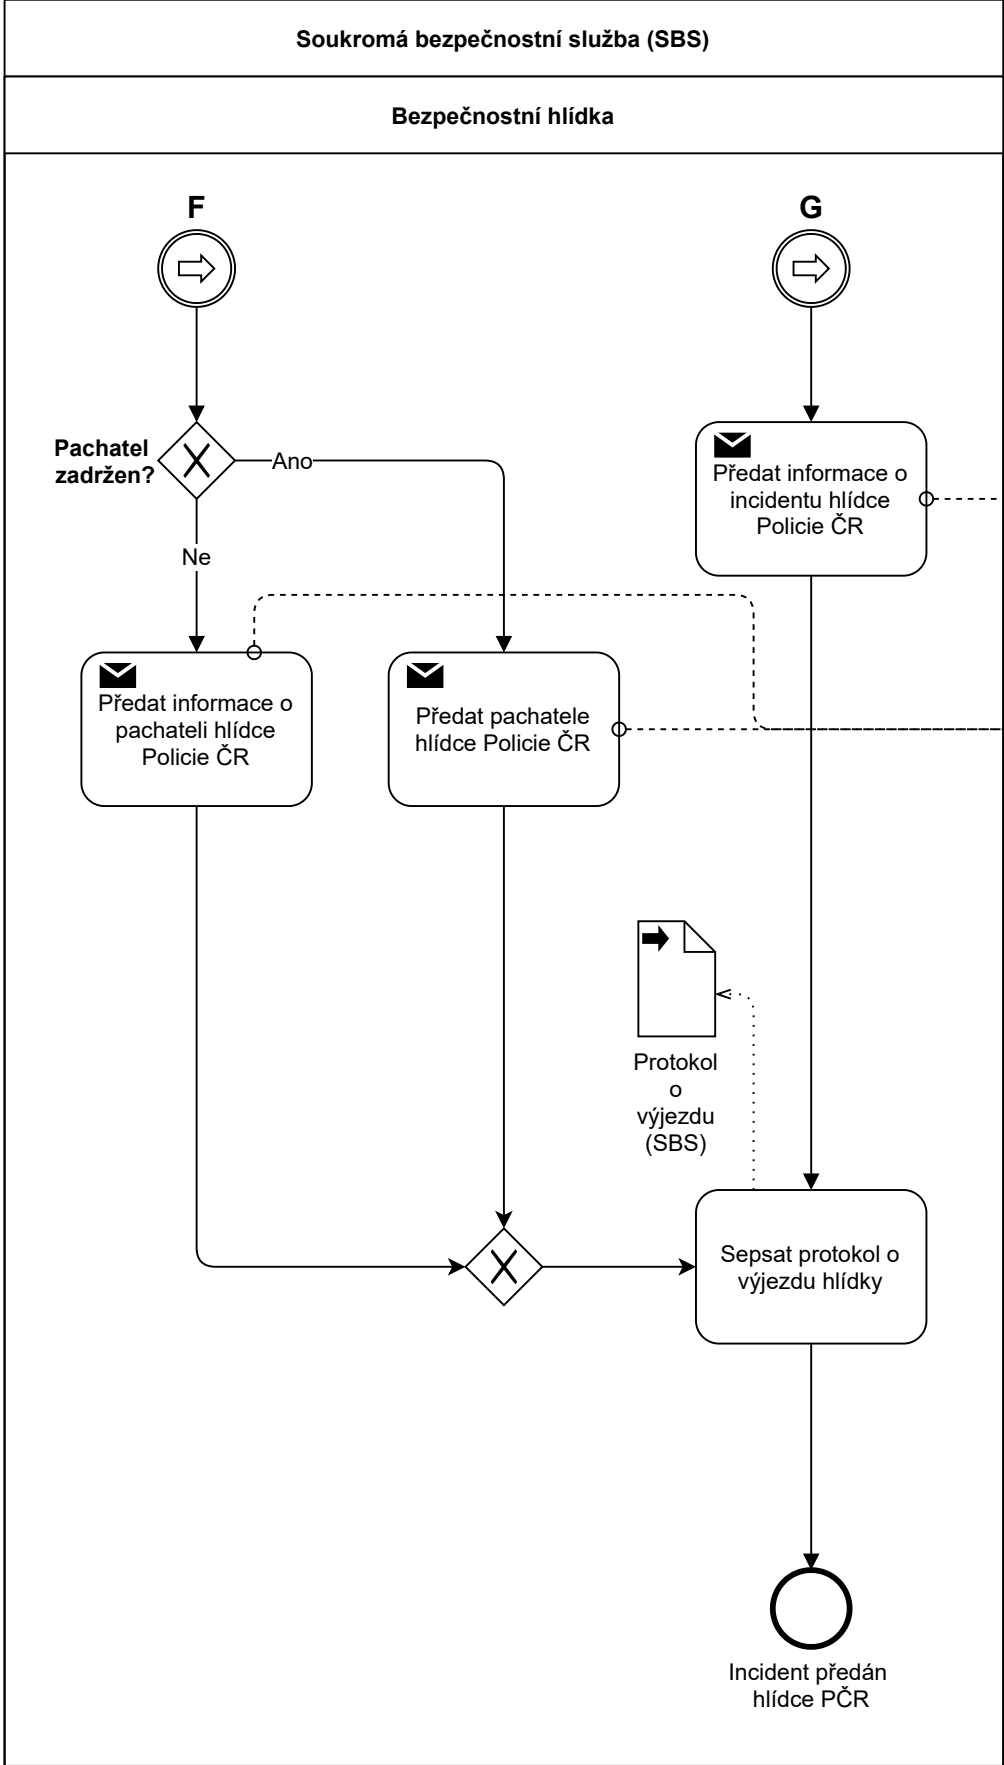 Soukromá bezpečnostní služba (SBS)
Bezpečnostní hlídka
F
G
Pachatel
zadržen?
Ano
Ne
Předat informace o
incidentu hlídce
Policie ČR
Předat informace o
pachateli hlídce
Policie ČR
Předat pachatele
hlídce Policie ČR
Protokol
o
výjezdu
(SBS)
Sepsat protokol o
výjezdu hlídky
Incident předán
hlídce PČR